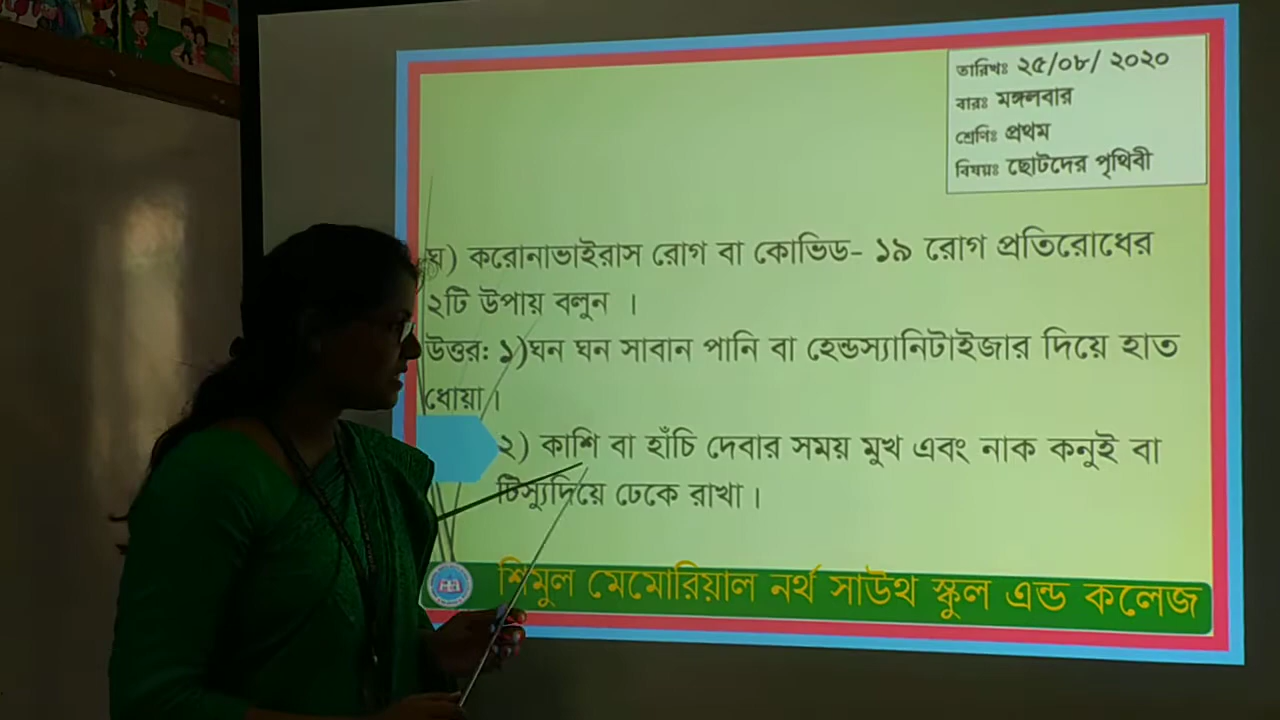 তারিখঃ ২৫/০৮/ ২০২০
বারঃ মঙ্গলবার
শ্রেণিঃ প্রথম
বিষয়ঃ ছোটদের পৃথিবী
ঘ) করোনাভাইরাস রোগ বা কোভিড- ১৯ রোগ প্রতিরোধের
২টি উপায় বলুন ।
উত্তর: ১)ঘন ঘন সাবান পানি বা হেন্ডস্যানিটাইজার দিয়ে হাত
ধোয়া ।
২) কাশি বা হাঁচি দেবার সময় মুখ এবং নাক কনুই বা
টিস্যুদিয়ে ঢেকে রাখা ।
শিমুল মেমোরিয়াল নর্থ সাউথ স্কুল এন্ড কলেজ